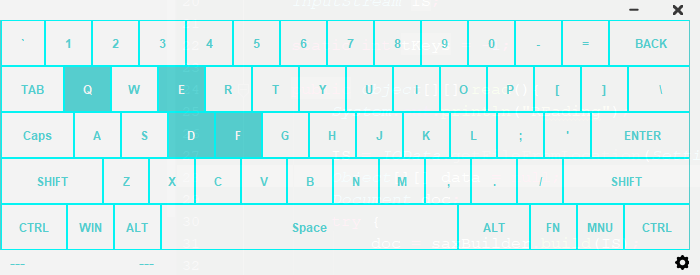 ` 1 2 3 4 5 6 7 8 9 0 - = BACK
TAB Q W E R T Y U I O P [ ] \
Caps A S D F G H J K L ; ' ENTER
SHIFT Z X C V B N M , . / SHIFT
CTRL WIN ALT Space ALT FN MNU CTRL
--- ---